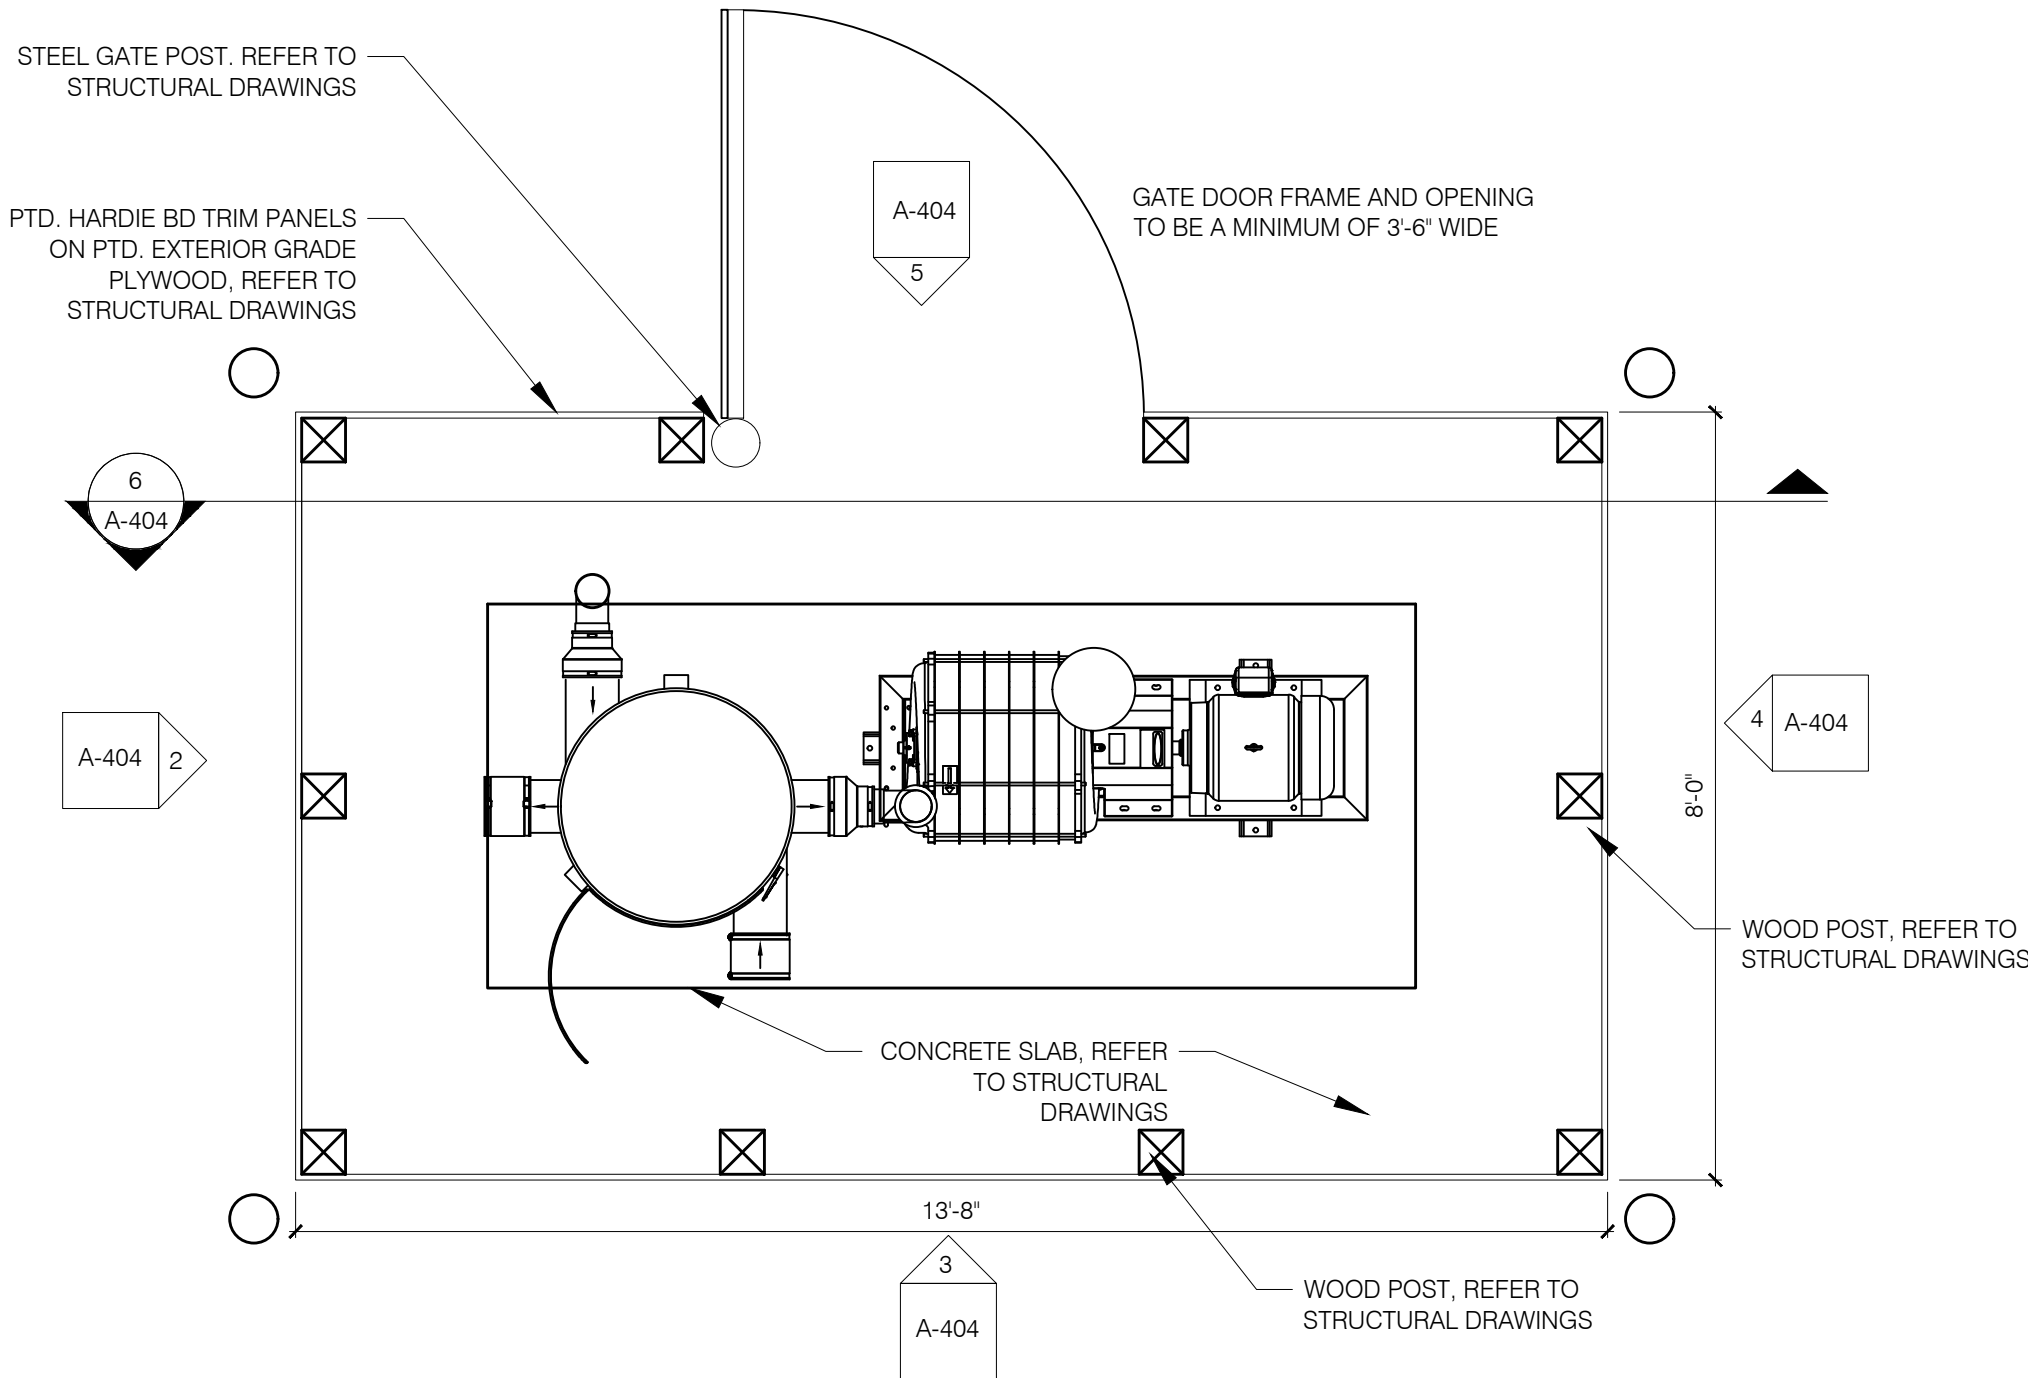 STEEL GATE POST. REFER TO
STRUCTURAL DRAWINGS
PTD. HARDIE BD TRIM PANELS
ON PTD. EXTERIOR GRADE
PLYWOOD, REFER TO
STRUCTURAL DRAWINGS
A-404
5
GATE DOOR FRAME AND OPENING
TO BE A MINIMUM OF 3'-6" WIDE
6
A-404
A-404
2
4
A-404
8'-0"
WOOD POST, REFER TO
STRUCTURAL DRAWINGS
CONCRETE SLAB, REFER
TO STRUCTURAL
DRAWINGS
13'-8"
3
A-404
WOOD POST, REFER TO
STRUCTURAL DRAWINGS